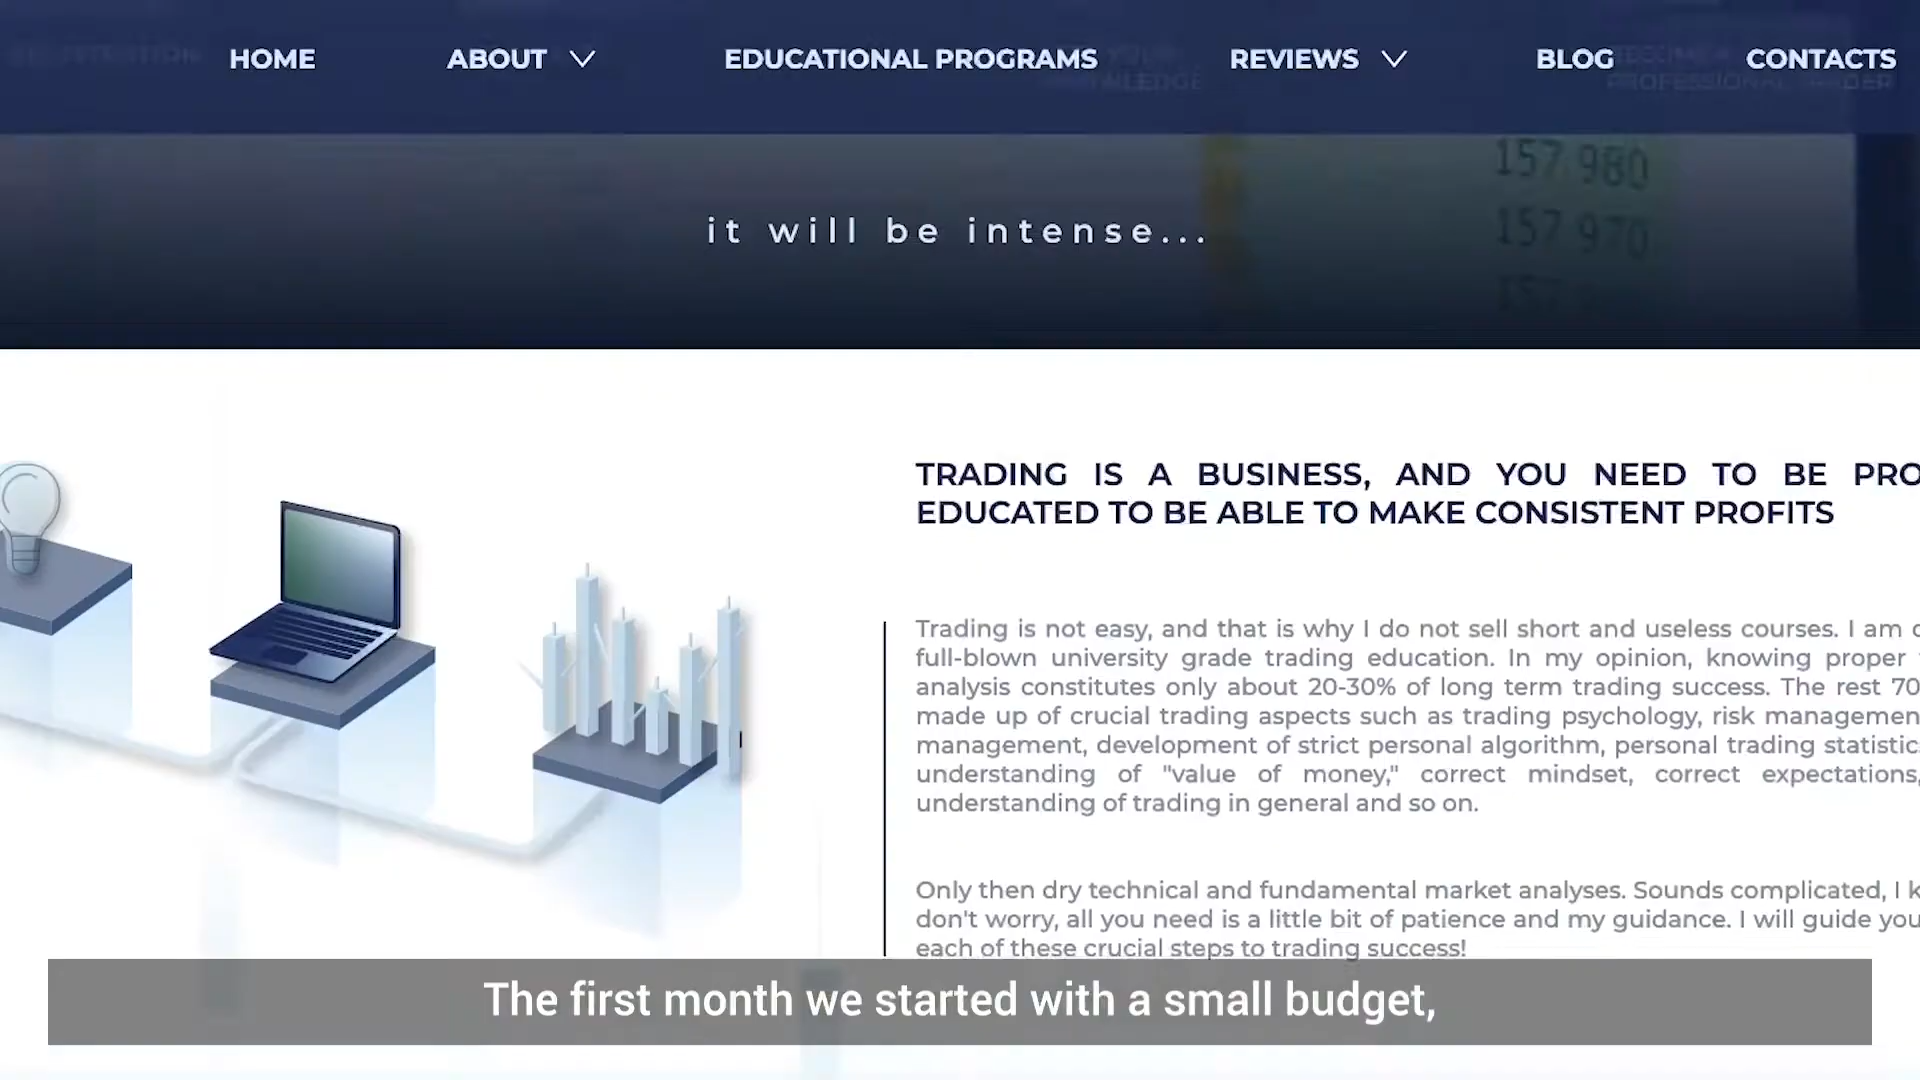 HOME ABOUT EDUCATIONAL PROGRAMS REVIEWS BLOG CONTACTS
157.980
157.970
it will be intense...
TRADING IS A BUSINESS, AND YOU NEED TO BE PRO
EDUCATED TO BE ABLE TO MAKE CONSISTENT PROFITS
Trading is not easy, and that is why I do not sell short and useless courses. I am
full-blown university grade trading education. In my opinion, knowing proper
analysis constitutes only about 20-30% of long term trading success. The rest 70
made up of crucial trading aspects such as trading psychology, risk managemen
management, development of strict personal algorithm, personal trading statistic
understanding of "value of money," correct mindset, correct expectations,
understanding of trading in general and so on.
Only then dry technical and fundamental market analyses. Sounds complicated, I
don't worry, all you need is a little bit of patience and my guidance. I will guide you
each of these crucial steps to trading success!
The first month we started with a small budget,